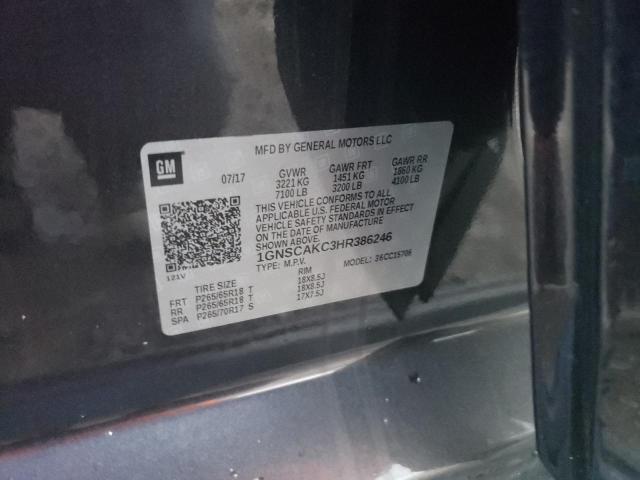 MFD BY GENERAL MOTORS LLC
GM
07/17 GVWR GAWR FRT GAWR RR
3221 KG 1451 KG 1860 KG
7100 LB 3200 LB 4100 LB
THIS VEHICLE CONFORMS TO ALL
APPLICABLE U.S. FEDERAL MOTOR
VEHICLE SAFETY STANDARDS IN EFFECT
ON THE DATE OF MANUFACTURE
SHOWN ABOVE.
1GNSCAKC3HR386246
TYPE: M.P.V. MODEL: 36CC15706
121V
TIRE SIZE RIM
FRT P265/65R18 T 18X8.5J
RR P265/65R18 T 18X8.5J
SPA P265/70R17 S 17X7.5J